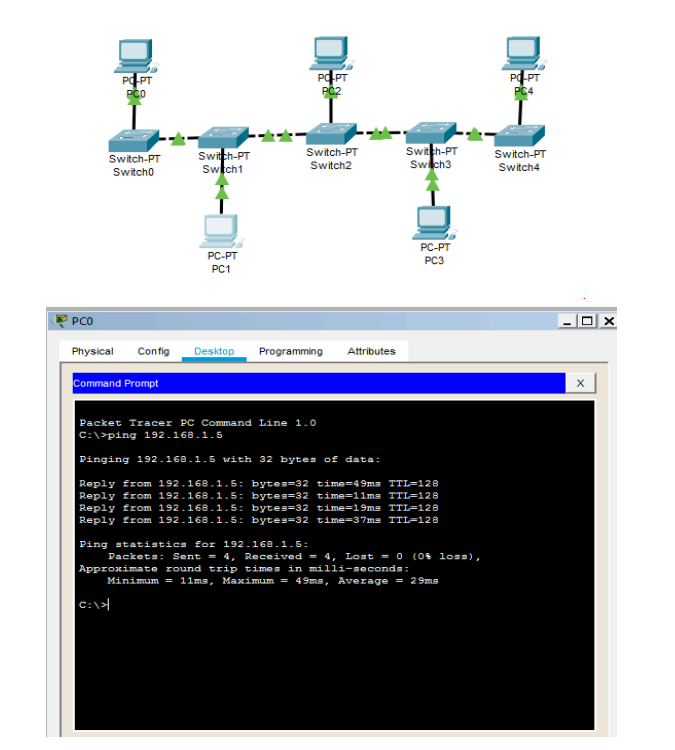 PC-PT
PC0
PC-PT
PC2
PC-PT
PC4
Switch-PT
Switch0
Switch-PT
Switch1
Switch-PT
Switch2
Switch-PT
Switch3
Switch-PT
Switch4
PC-PT
PC1
PC-PT
PC3
PC0
Physical Config Desktop Programming Attributes
Command Prompt X
Packet Tracer PC Command Line 1.0
C:\>ping 192.168.1.5
Pinging 192.168.1.5 with 32 bytes of data:
Reply from 192.168.1.5: bytes=32 time=49ms TTL=128
Reply from 192.168.1.5: bytes=32 time=11ms TTL=128
Reply from 192.168.1.5: bytes=32 time=19ms TTL=128
Reply from 192.168.1.5: bytes=32 time=37ms TTL=128
Ping statistics for 192.168.1.5:
Packets: Sent = 4, Received = 4, Lost = 0 (0% loss),
Approximate round trip times in milli-seconds:
Minimum = 11ms, Maximum = 49ms, Average = 29ms
C:\>